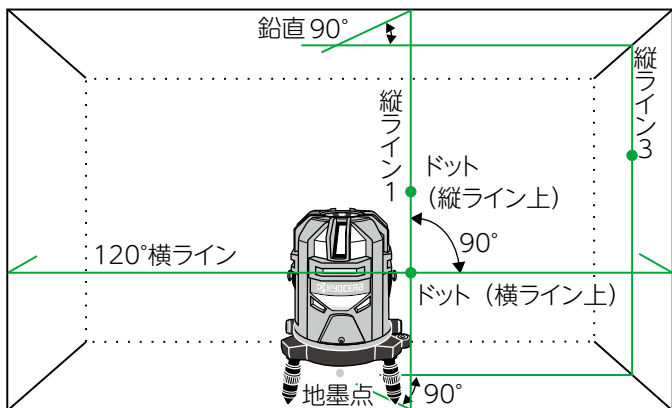 鉛直90°
縦ライン1
縦ライン3
ドット
（縦ライン上）
90°
120°横ライン
KYOCERA
ドット（横ライン上）
地墨点
90°